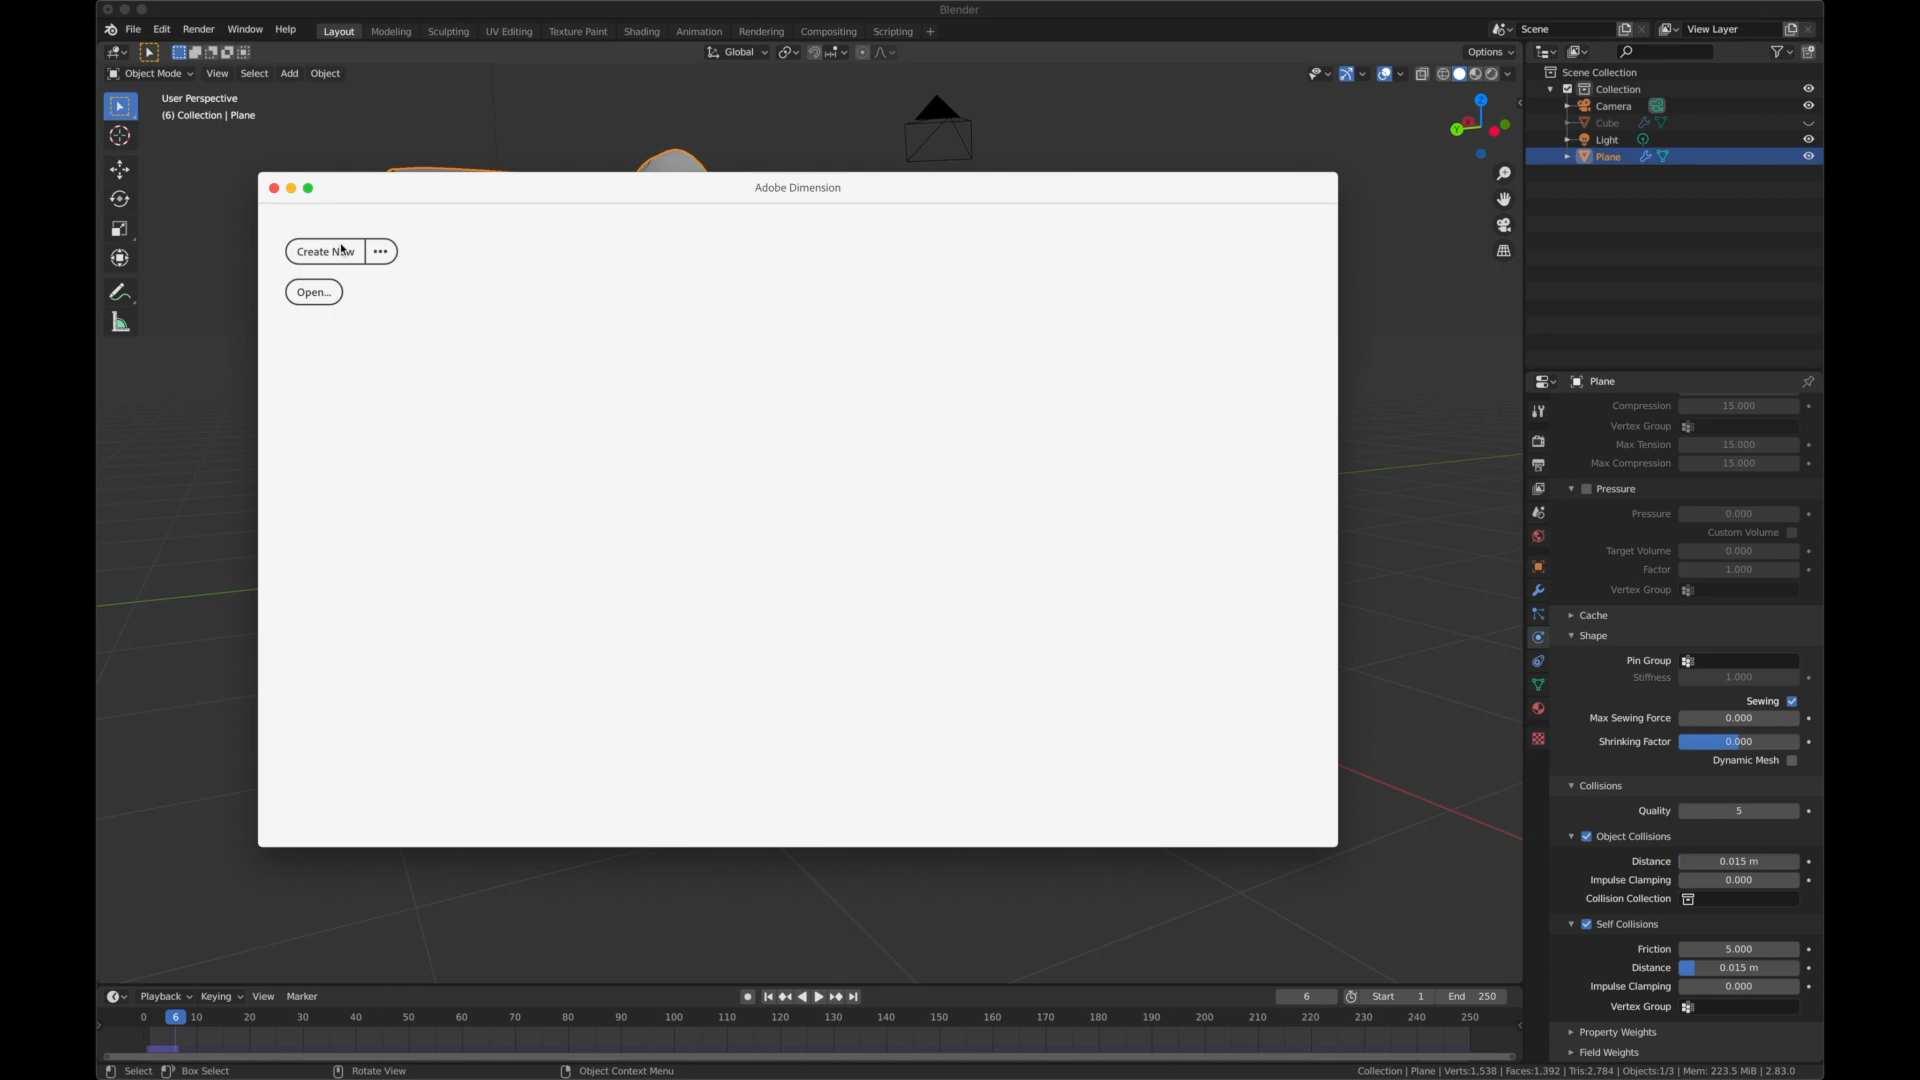 Blender
File Edit Render Window Help
Layout Modeling Sculpting UV Editing Texture Paint Shading Animation Rendering Compositing Scripting +
Scene View Layer
Global
Options
Object Mode View Select Add Object
User Perspective
(6) Collection | Plane
Scene Collection
Collection
Camera
Cube
Light
Plane
Z
Y
Adobe Dimension
Create New •••
Open...
Plane
Compression 15.000
Vertex Group
Max Tension 15.000
Max Compression 15.000
Pressure
Pressure 0.000
Custom Volume
Target Volume 0.000
Factor 1.000
Vertex Group
Cache
Shape
Pin Group
Stiffness 1.000
Sewing
Max Sewing Force 0.000
Shrinking Factor 0.000
Dynamic Mesh
Collisions
Quality 5
Object Collisions
Distance 0.015 m
Impulse Clamping 0.000
Collision Collection
Self Collisions
Friction 5.000
Distance 0.015 m
Impulse Clamping 0.000
Vertex Group
Property Weights
Field Weights
Playback Keying View Marker
6 Start 1 End 250
0 6 10 20 30 40 50 60 70 80 90 100 110 120 130 140 150 160 170 180 190 200 210 220 230 240 250
Select Box Select Rotate View Object Context Menu
Collection | Plane | Verts:1,538 | Faces:1,392 | Tris:2,784 | Objects:1/3 | Mem: 223.5 MiB | 2.83.0